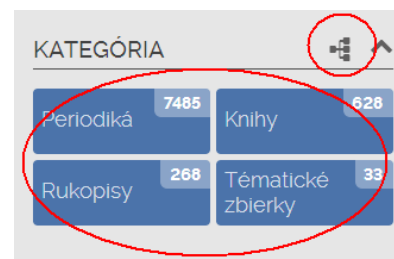 KATEGÓRIA
Periodiká 7485
Knihy 628
Rukopisy 268
Tématické 33
zbierky